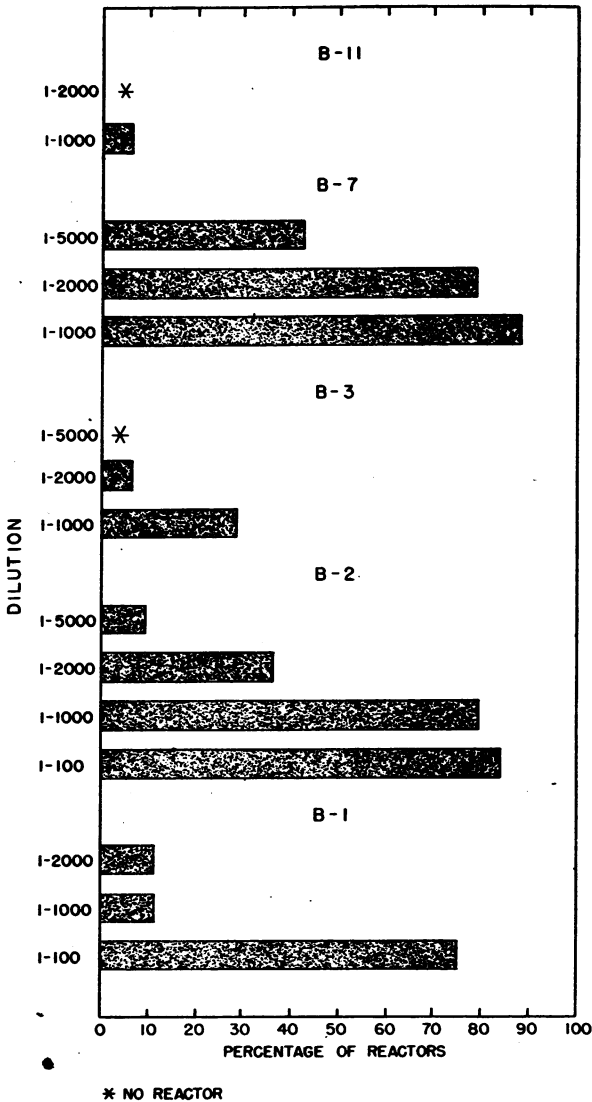 B-11
1-2000 *
1-1000
B-7
1-5000
1-2000
1-1000
B-3
1-5000 *
1-2000
1-1000
B-2
1-5000
1-2000
1-1000
1-100
B-1
1-2000
1-1000
1-100
DILUTION
0 10 20 30 40 50 60 70 80 90 100
PERCENTAGE OF REACTORS
* NO REACTOR